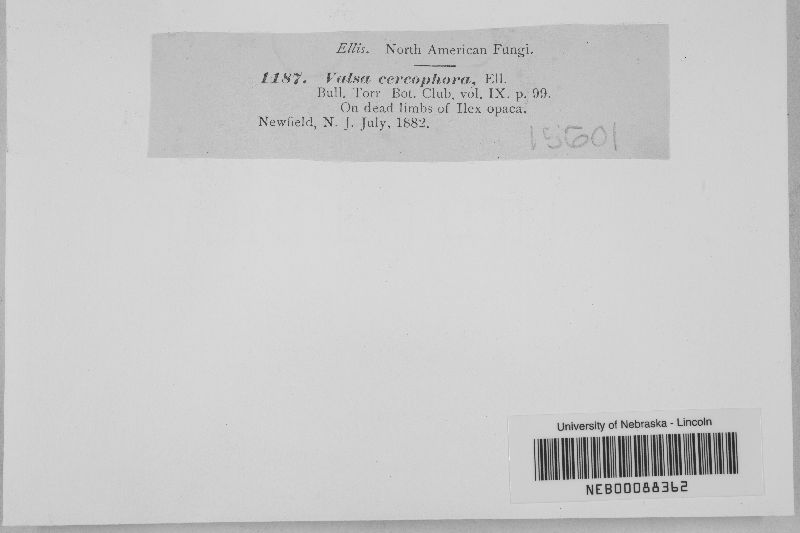 Ellis. North American Fungi.
1187. Valsa cercophora, Ell.
Bull. Torr Bot. Club, vol. IX. p. 99.
On dead limbs of Ilex opaca.
Newfield, N. J. July, 1882.
15601
University of Nebraska - Lincoln
NEB00088362